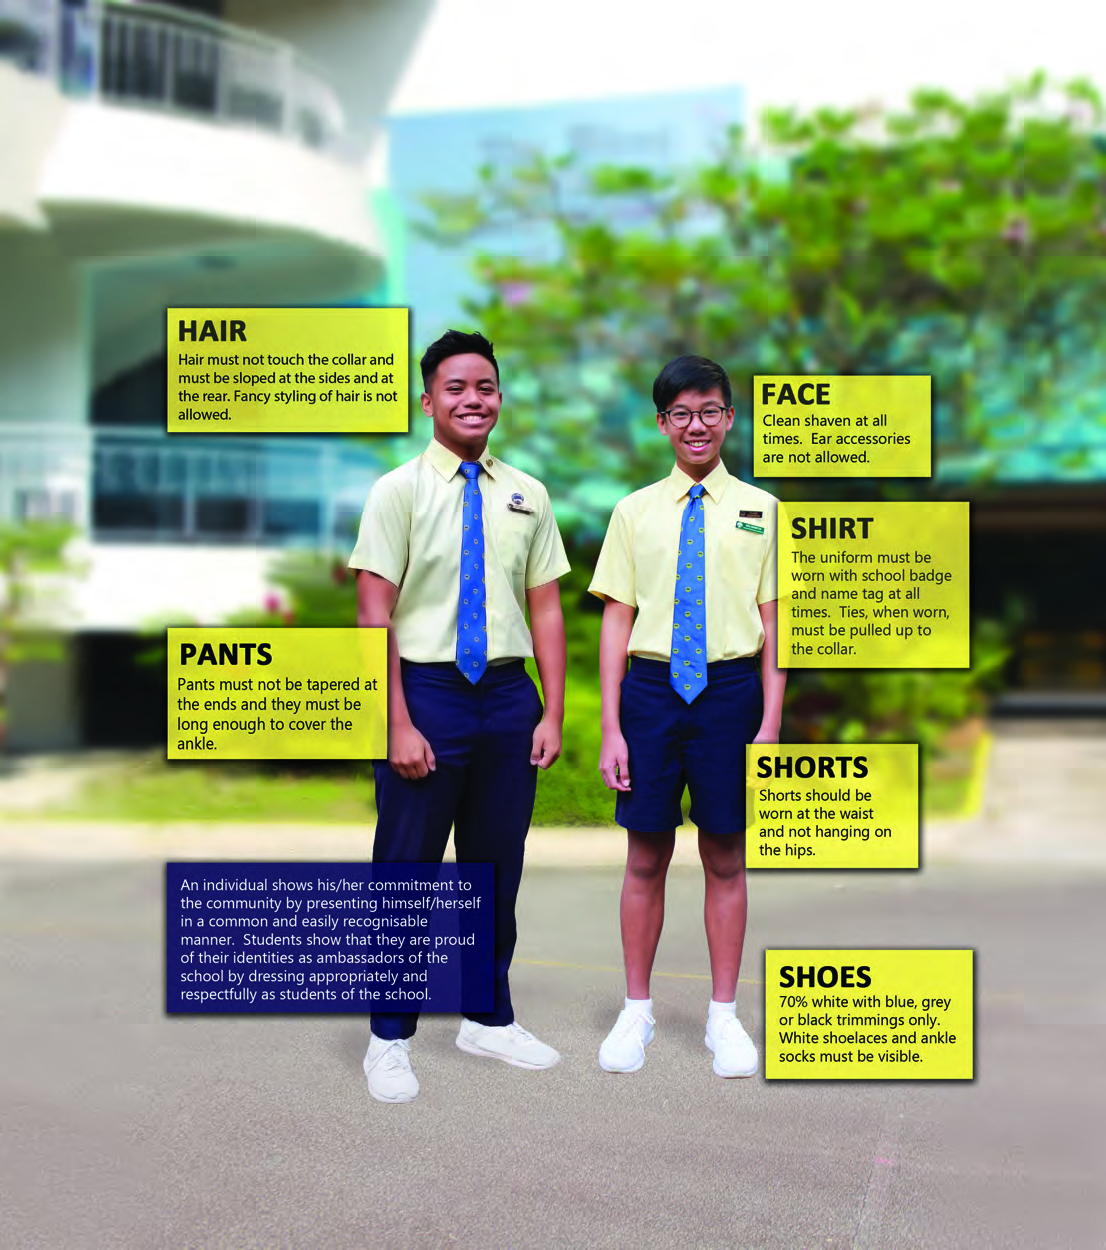 HAIR
Hair must not touch the collar and
must be sloped at the sides and at
the rear. Fancy styling of hair is not
allowed.
FACE
Clean shaven at all
times. Ear accessories
are not allowed.
SHIRT
The uniform must be
worn with school badge
and name tag at all
times. Ties, when worn,
must be pulled up to
the collar.
PANTS
Pants must not be tapered at
the ends and they must be
long enough to cover the
ankle.
SHORTS
Shorts should be
worn at the waist
and not hanging on
the hips.
An individual shows his/her commitment to
the community by presenting himself/herself
in a common and easily recognisable
manner. Students show that they are proud
of their identities as ambassadors of the
school by dressing appropriately and
respectfully as students of the school.
SHOES
70% white with blue, grey
or black trimmings only.
White shoelaces and ankle
socks must be visible.